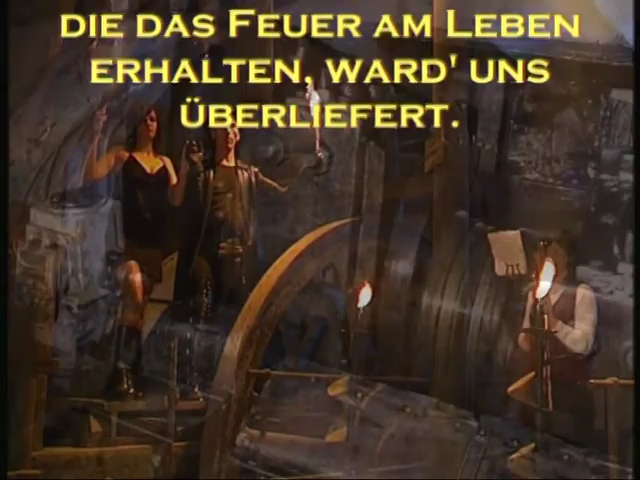 DIE DAS FEUER AM LEBEN
ERHALTEN, WARD' UNS
ÜBERLIEFERT.